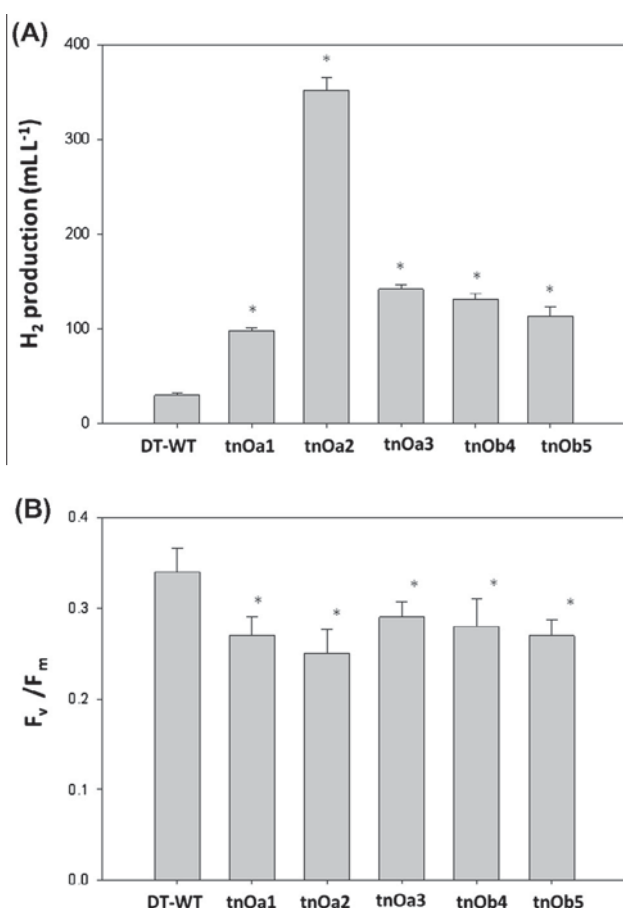 (A)
H₂ production (mLL⁻¹)
400
300
200
100
0
* * * * *
DT-WT tnOa1 tnOa2 tnOa3 tnOb4 tnOb5
(B)
Fᵥ /Fₘ
0.4
0.3
0.2
0.1
0.0
* * * * *
DT-WT tnOa1 tnOa2 tnOa3 tnOb4 tnOb5